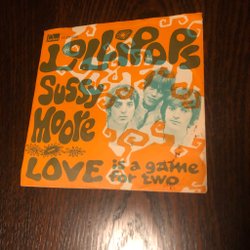 LOLLIPOPS
SUSSY
MOORE
LOVE is a game
for two